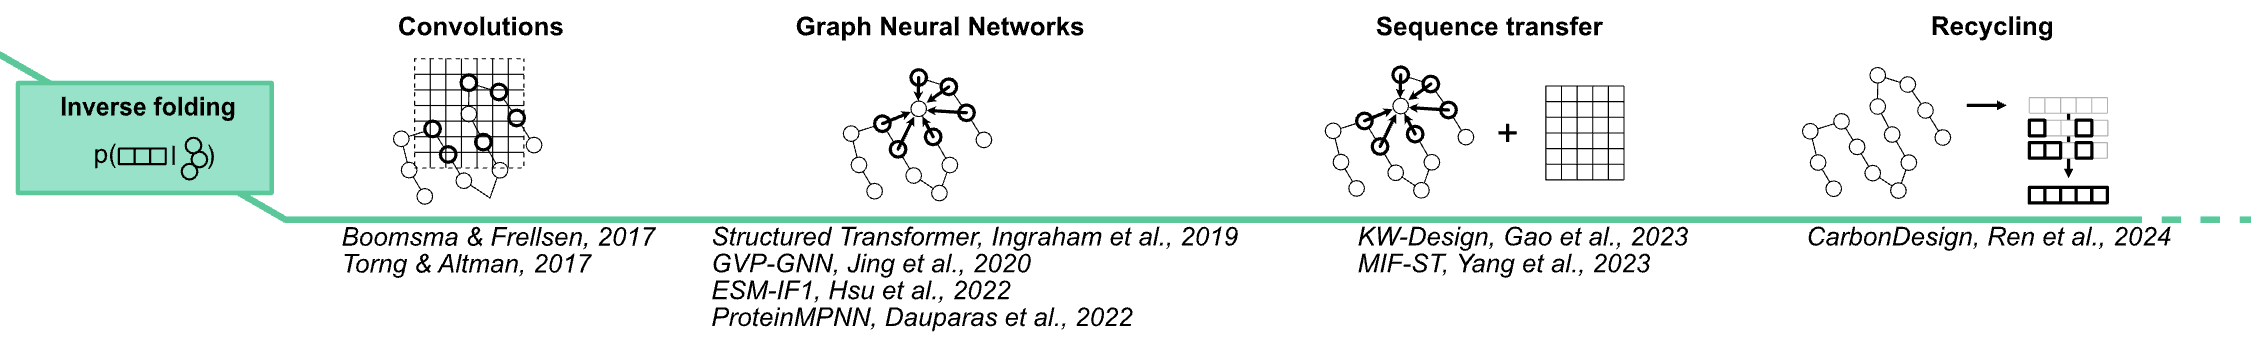 Convolutions
Graph Neural Networks
Sequence transfer
Recycling
Inverse folding
p( | )
+
Boomsma & Frellsen, 2017
Torng & Altman, 2017
Structured Transformer, Ingraham et al., 2019
GVP-GNN, Jing et al., 2020
ESM-IF1, Hsu et al., 2022
ProteinMPNN, Dauparas et al., 2022
KW-Design, Gao et al., 2023
MIF-ST, Yang et al., 2023
CarbonDesign, Ren et al., 2024